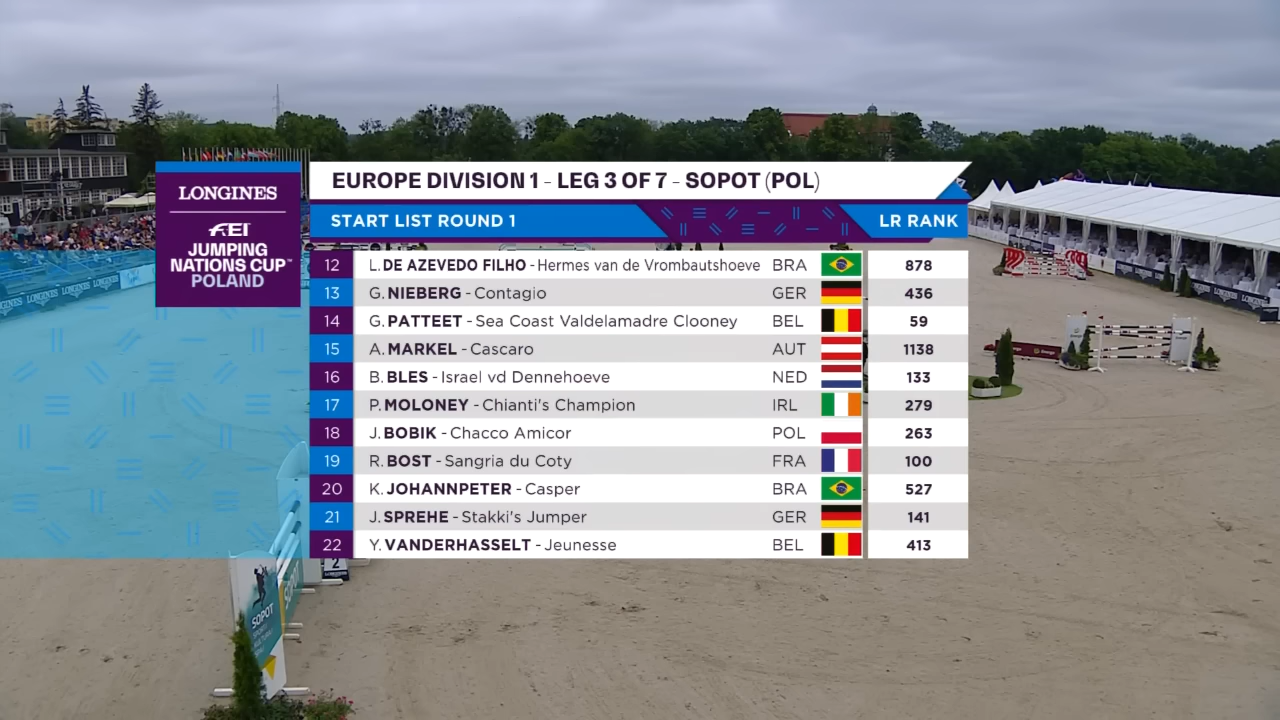 EUROPE DIVISION 1 - LEG 3 OF 7 - SOPOT (POL)
LONGINES
FEI
JUMPING
NATIONS CUP™
POLAND
START LIST ROUND 1 LR RANK
12 L. DE AZEVEDO FILHO - Hermes van de Vrombautshoeve BRA 878
13 G. NIEBERG - Contagio GER 436
14 G. PATTEET - Sea Coast Valdelamadre Clooney BEL 59
15 A. MARKEL - Cascaro AUT 1138
16 B. BLES - Israel vd Dennehoeve NED 133
17 P. MOLONEY - Chianti's Champion IRL 279
18 J. BOBIK - Chacco Amicor POL 263
19 R. BOST - Sangria du Coty FRA 100
20 K. JOHANNPETER - Casper BRA 527
21 J. SPREHE - Stakki's Jumper GER 141
22 Y. VANDERHASSELT - Jeunesse BEL 413
2
SOPOT
SOPOT